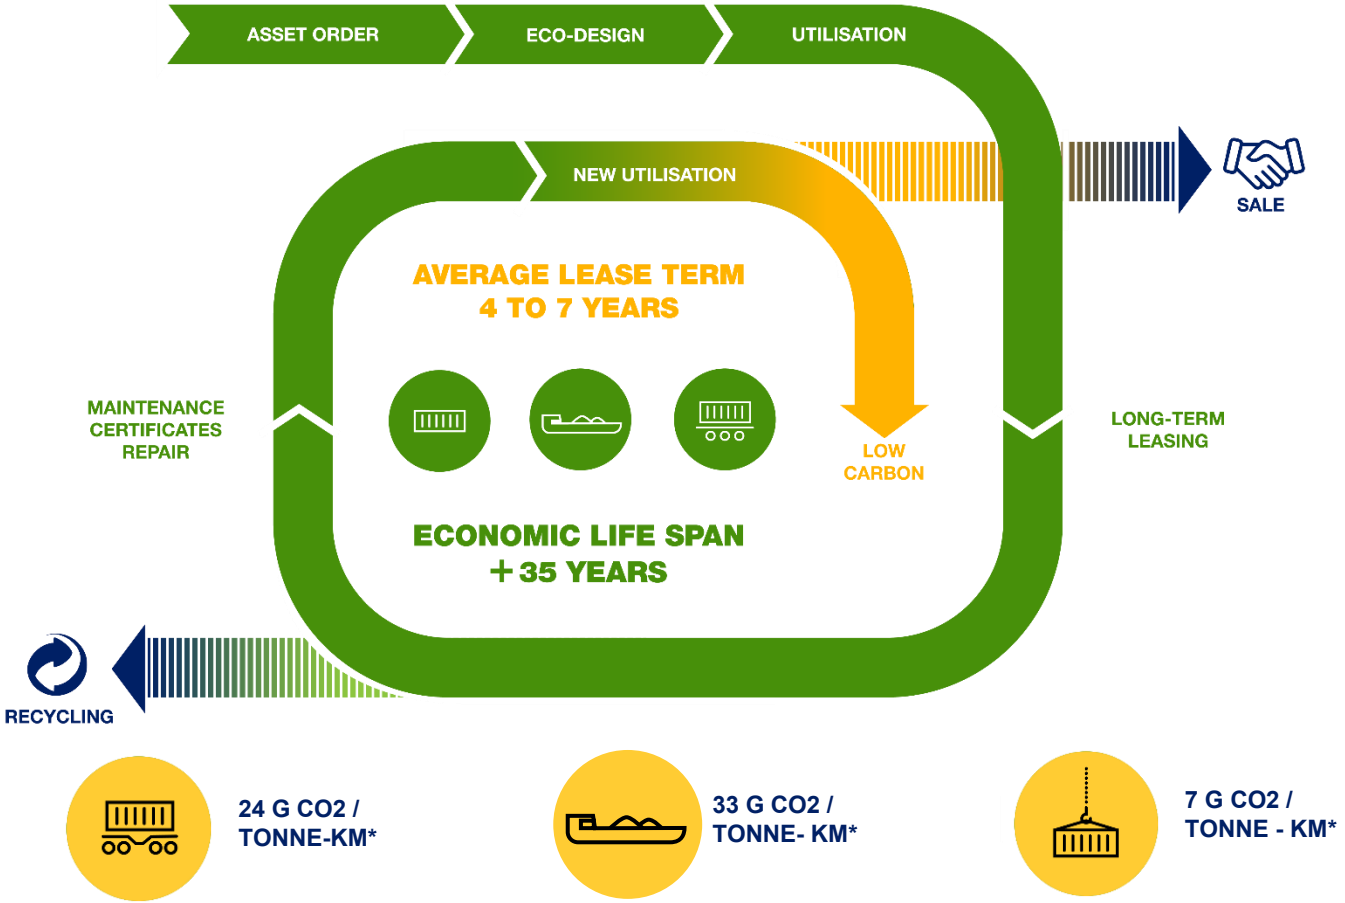 ASSET ORDER
ECO-DESIGN
UTILISATION
NEW UTILISATION
SALE
AVERAGE LEASE TERM
4 TO 7 YEARS
MAINTENANCE
CERTIFICATES
REPAIR
LOW
CARBON
LONG-TERM
LEASING
ECONOMIC LIFE SPAN
+35 YEARS
RECYCLING
24 G CO2 /
TONNE-KM*
33 G CO2 /
TONNE- KM*
7 G CO2 /
TONNE - KM*